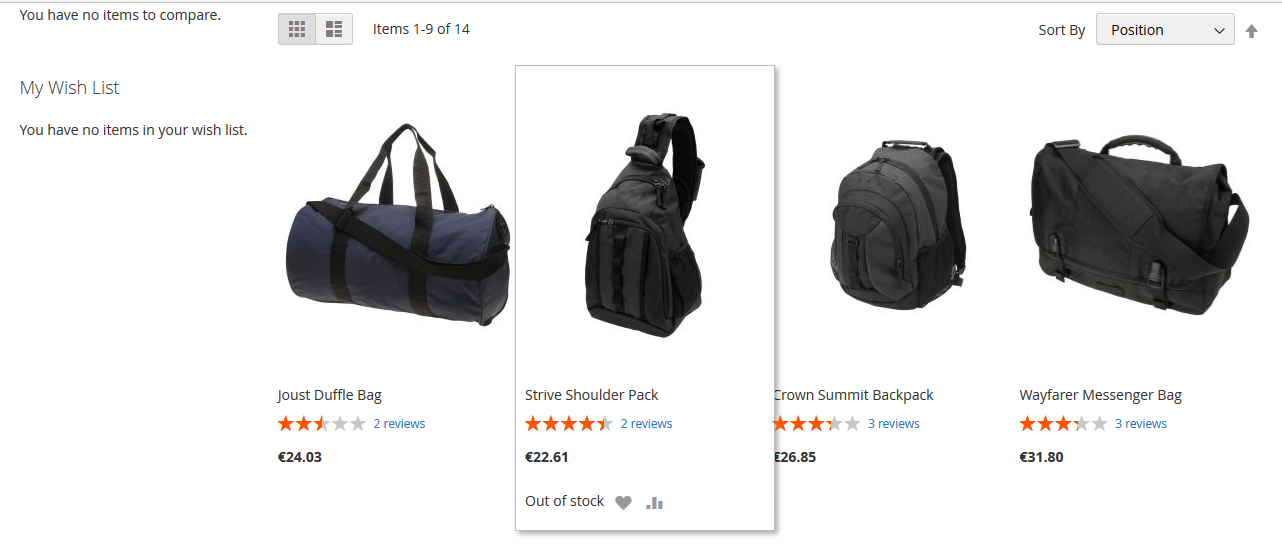 You have no items to compare.
Items 1-9 of 14
Sort By
Position
My Wish List
You have no items in your wish list.
Joust Duffle Bag
2 reviews
€24.03
Strive Shoulder Pack
2 reviews
€22.61
Out of stock
Crown Summit Backpack
3 reviews
€26.85
Wayfarer Messenger Bag
3 reviews
€31.80